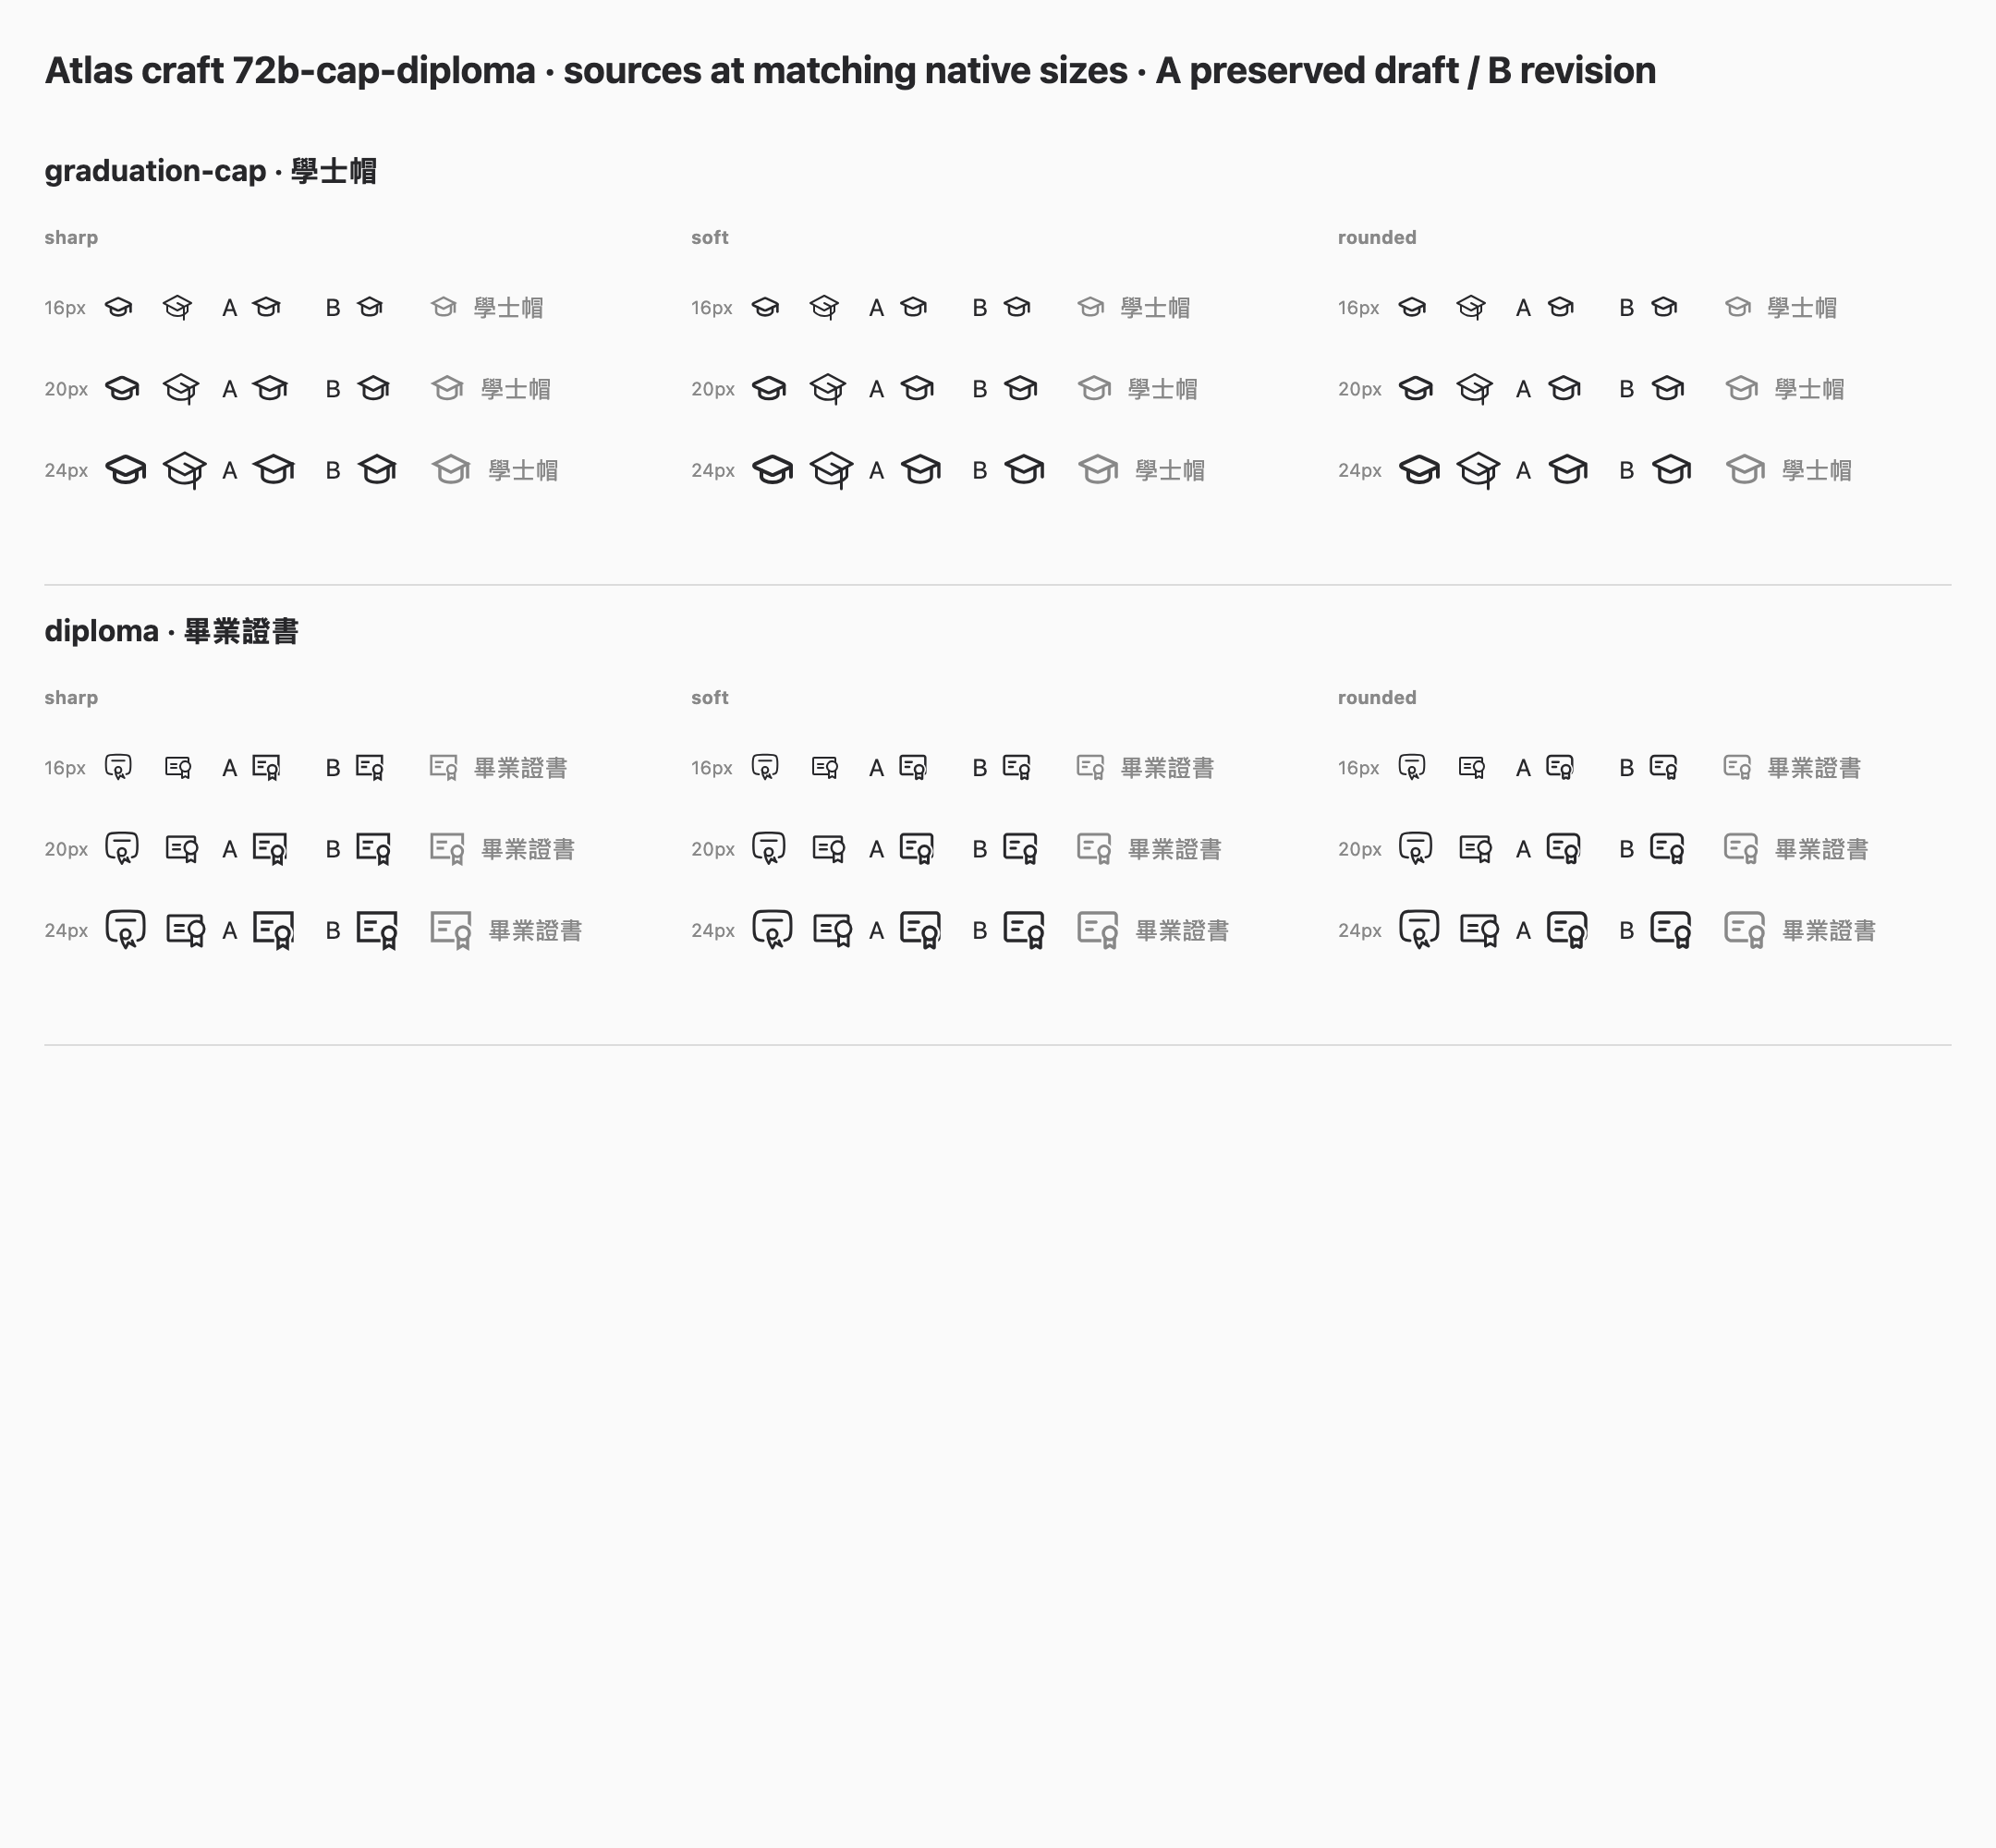 Atlas craft 72b-cap-diploma · sources at matching native sizes · A preserved draft / B revision
graduation-cap · 學士帽
sharp soft rounded
16px A B 學士帽 16px A B 學士帽 16px A B 學士帽
20px A B 學士帽 20px A B 學士帽 20px A B 學士帽
24px A B 學士帽 24px A B 學士帽 24px A B 學士帽
diploma · 畢業證書
sharp soft rounded
16px A B 畢業證書 16px A B 畢業證書 16px A B 畢業證書
20px A B 畢業證書 20px A B 畢業證書 20px A B 畢業證書
24px A B 畢業證書 24px A B 畢業證書 24px A B 畢業證書